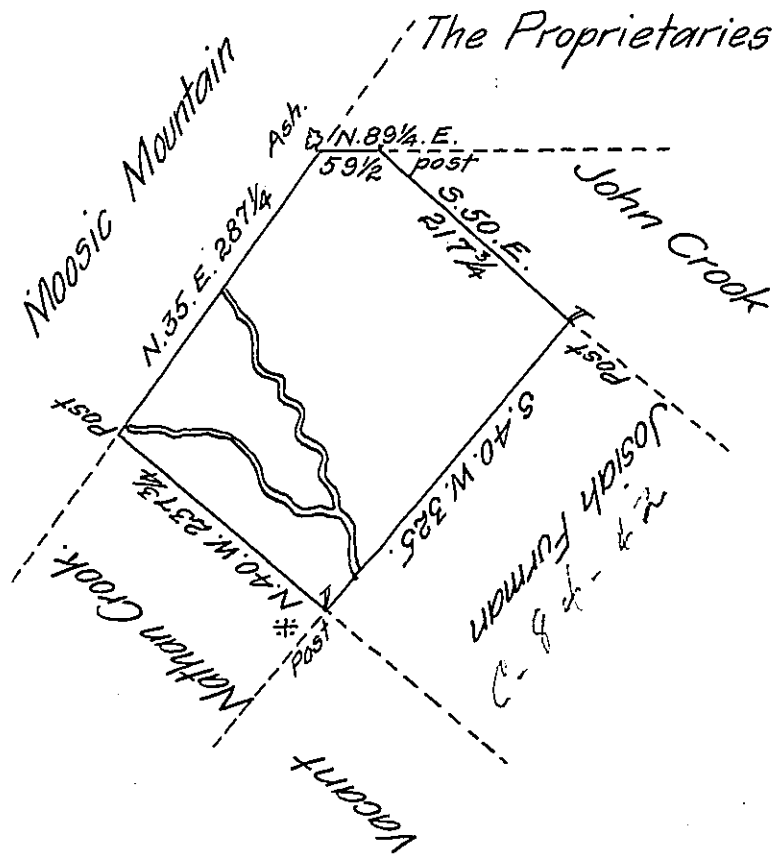 The Proprietaries
Moosic Mountain
Ash.
N.89¼.E.
59½
post
John Crook
S.50.E.
217¾
N.35.E. 287¼
Post
Post
S.40.W. 325.
Josiah Furman
N.40.W. 237¾
※
Nathan Crook.
Post
Vacant